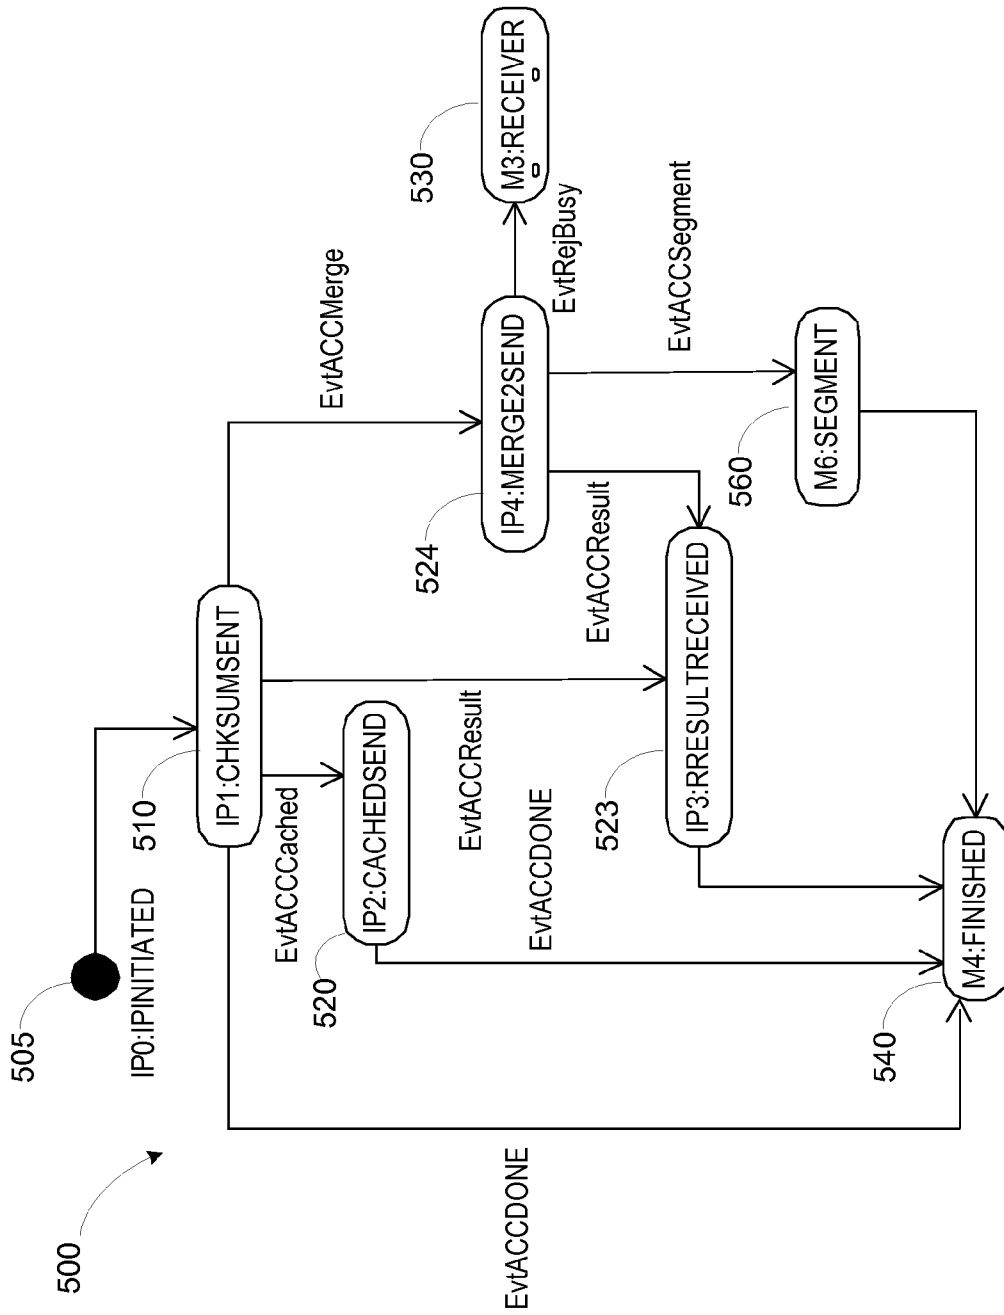 500
505
IP0:IPINITIATED
510
IP1:CHKSUMSENT
EvtACCMerge
EvtACCCached
520
IP2:CACHEDSEND
EvtACCResult
524
IP4:MERGE2SEND
530
M3:RECEIVER
EvtRejBusy
EvtACCDONE
EvtACCDONE
523
IP3:RRESULTRECEIVED
EvtACCResult
EvtACCSegment
560
M6:SEGMENT
540
M4:FINISHED